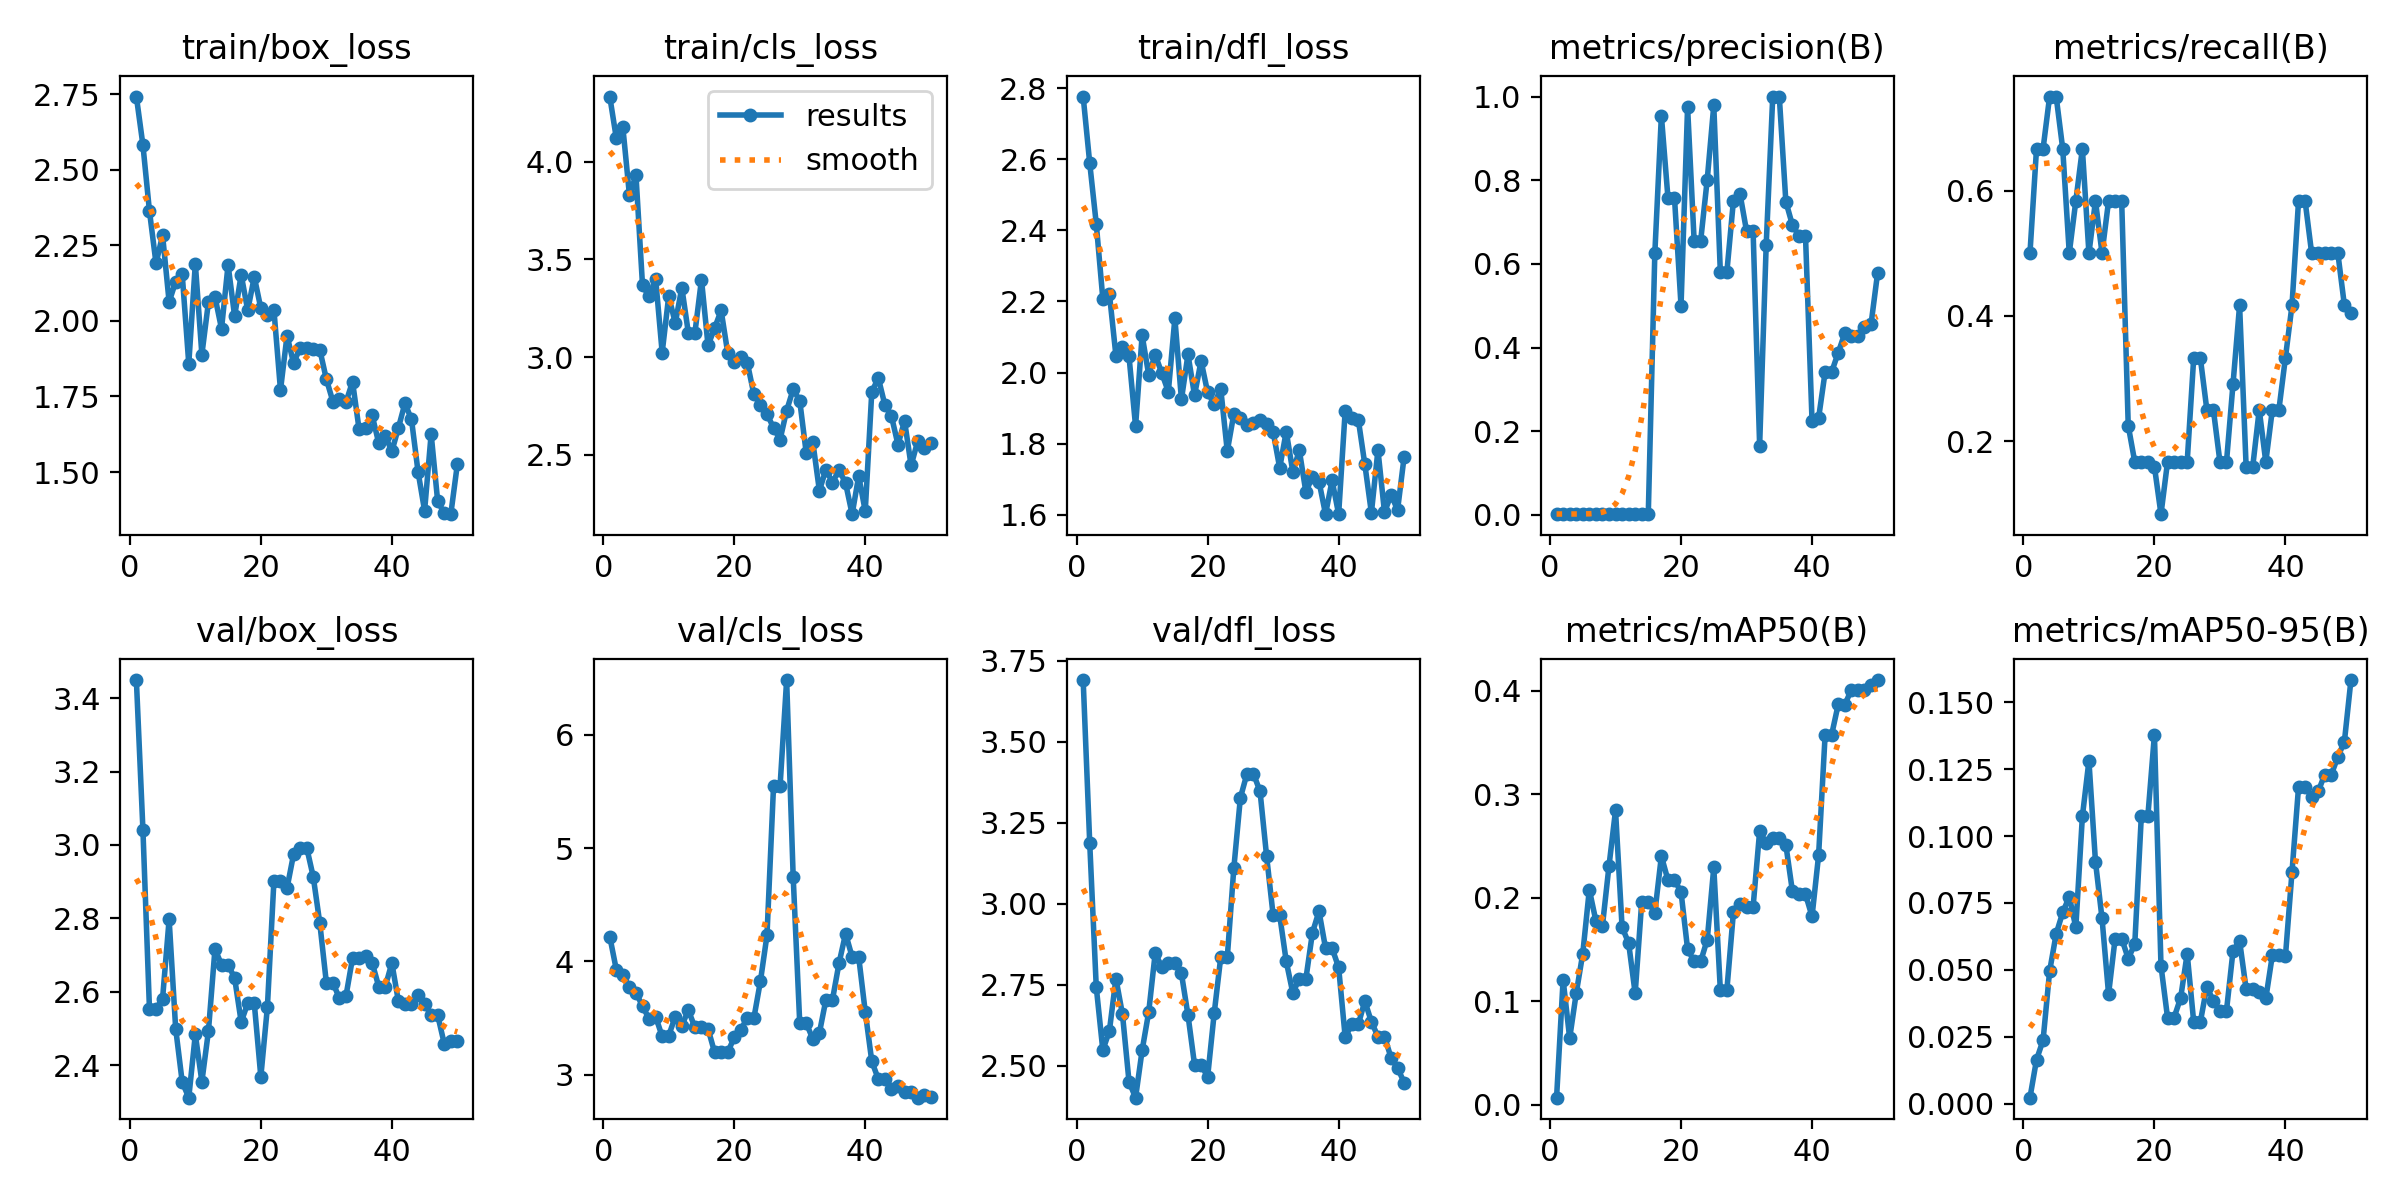 train/box_loss
train/cls_loss
train/dfl_loss
metrics/precision(B)
metrics/recall(B)
2.75
2.50
2.25
2.00
1.75
1.50
0 20 40
results
smooth
4.0
3.5
3.0
2.5
0 20 40
2.8
2.6
2.4
2.2
2.0
1.8
1.6
0 20 40
1.0
0.8
0.6
0.4
0.2
0.0
0 20 40
0.6
0.4
0.2
0 20 40
val/box_loss
val/cls_loss
val/dfl_loss
metrics/mAP50(B)
metrics/mAP50-95(B)
3.4
3.2
3.0
2.8
2.6
2.4
0 20 40
6
5
4
3
0 20 40
3.75
3.50
3.25
3.00
2.75
2.50
0 20 40
0.4
0.3
0.2
0.1
0.0
0 20 40
0.150
0.125
0.100
0.075
0.050
0.025
0.000
0 20 40